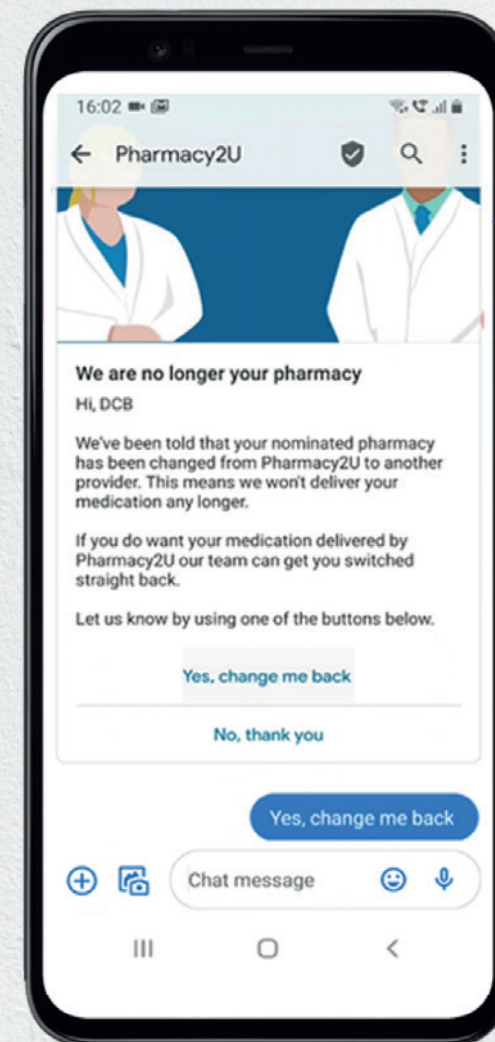 16:02
Pharmacy2U
We are no longer your pharmacy
Hi, DCB
We've been told that your nominated pharmacy
has been changed from Pharmacy2U to another
provider. This means we won't deliver your
medication any longer.
If you do want your medication delivered by
Pharmacy2U our team can get you switched
straight back.
Let us know by using one of the buttons below.
Yes, change me back
No, thank you
Yes, change me back
Chat message